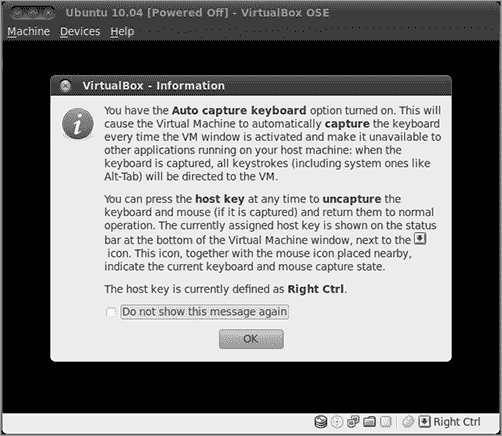 Ubuntu 10.04 [Powered Off] - VirtualBox OSE
Machine Devices Help
VirtualBox - Information
You have the Auto capture keyboard option turned on. This will
cause the Virtual Machine to automatically capture the keyboard
every time the VM window is activated and make it unavailable to
other applications running on your host machine: when the
keyboard is captured, all keystrokes (including system ones like
Alt-Tab) will be directed to the VM.
You can press the host key at any time to uncapture the
keyboard and mouse (if it is captured) and return them to normal
operation. The currently assigned host key is shown on the status
bar at the bottom of the Virtual Machine window, next to the
icon. This icon, together with the mouse icon placed nearby,
indicate the current keyboard and mouse capture state.
The host key is currently defined as Right Ctrl.
Do not show this message again
OK
Right Ctrl